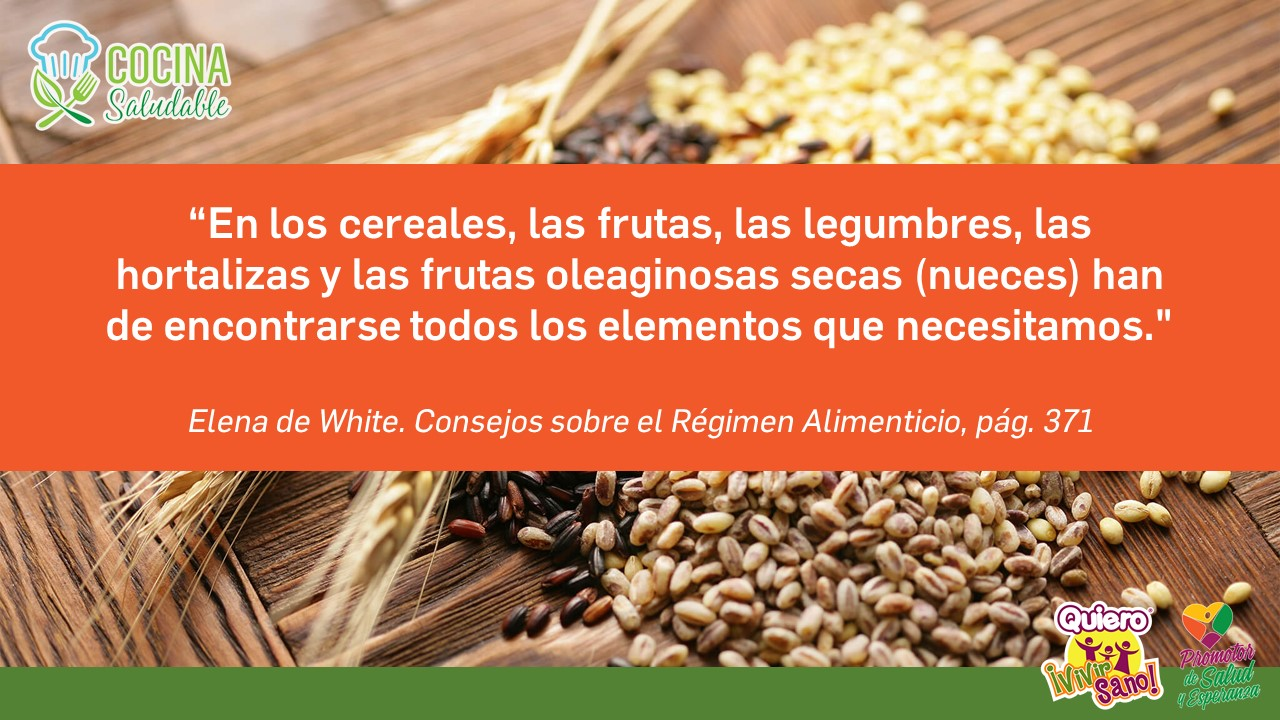 COCINA
Saludable
“En los cereales, las frutas, las legumbres, las
hortalizas y las frutas oleaginosas secas (nueces) han
de encontrarse todos los elementos que necesitamos."
Elena de White. Consejos sobre el Régimen Alimenticio, pág. 371
Quiero
¡ViVir
Sano!
Promotor
de Salud
y Esperanza